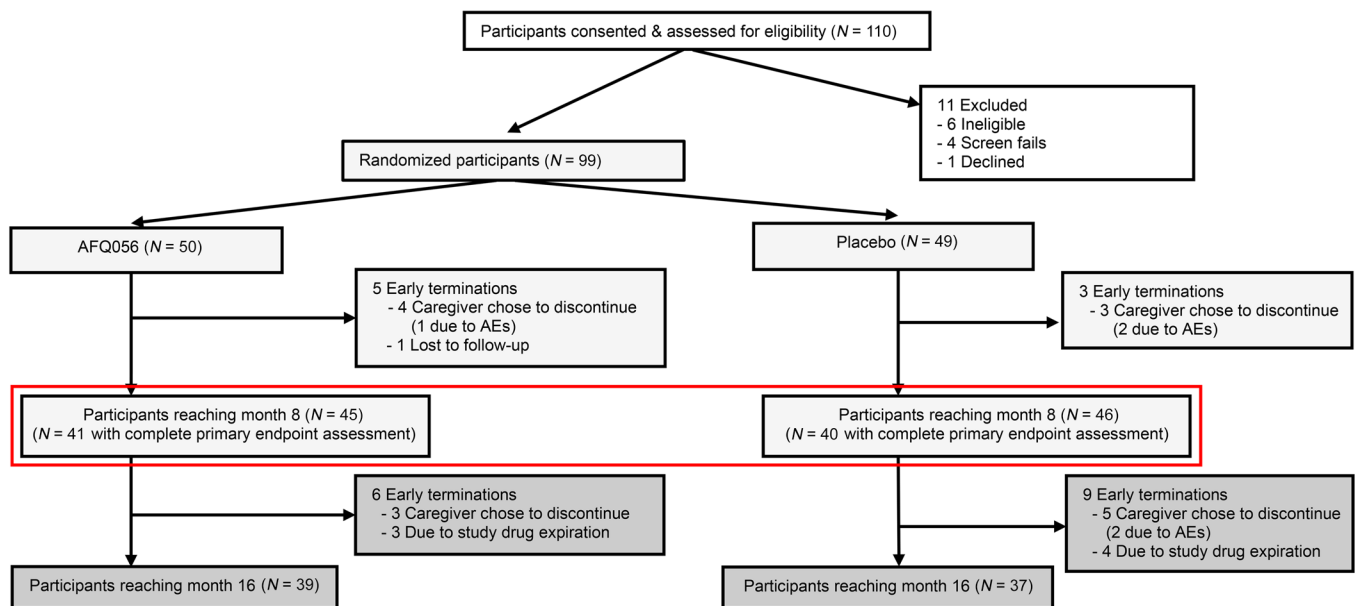 Participants consented & assessed for eligibility (N = 110)
11 Excluded
- 6 Ineligible
- 4 Screen fails
- 1 Declined
Randomized participants (N = 99)
AFQ056 (N = 50)
Placebo (N = 49)
5 Early terminations
- 4 Caregiver chose to discontinue
(1 due to AEs)
- 1 Lost to follow-up
3 Early terminations
- 3 Caregiver chose to discontinue
(2 due to AEs)
Participants reaching month 8 (N = 45)
(N = 41 with complete primary endpoint assessment)
Participants reaching month 8 (N = 46)
(N = 40 with complete primary endpoint assessment)
6 Early terminations
- 3 Caregiver chose to discontinue
- 3 Due to study drug expiration
9 Early terminations
- 5 Caregiver chose to discontinue
(2 due to AEs)
- 4 Due to study drug expiration
Participants reaching month 16 (N = 39)
Participants reaching month 16 (N = 37)